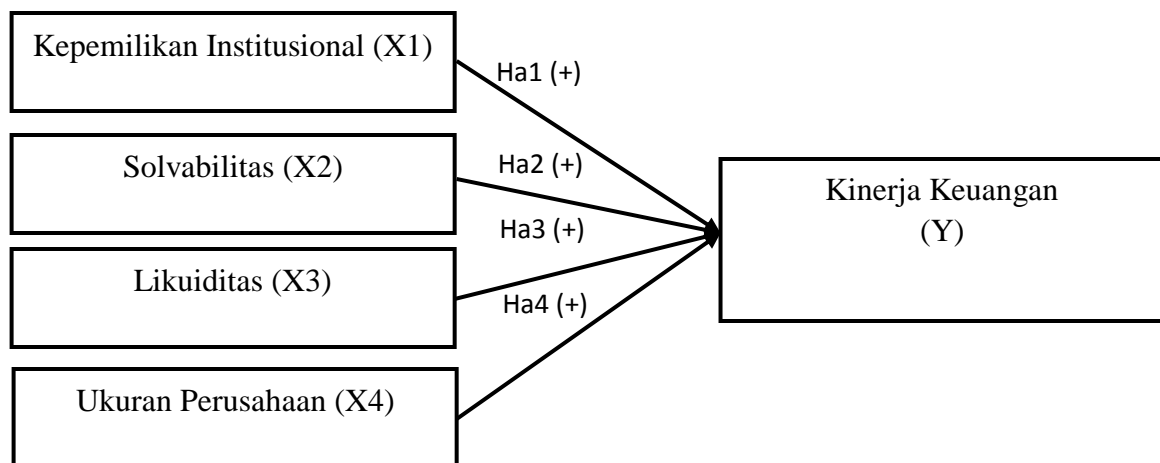 Kepemilikan Institusional (X1)
Ha1 (+)
Solvabilitas (X2)
Ha2 (+)
Kinerja Keuangan
(Y)
Ha3 (+)
Likuiditas (X3)
Ha4 (+)
Ukuran Perusahaan (X4)